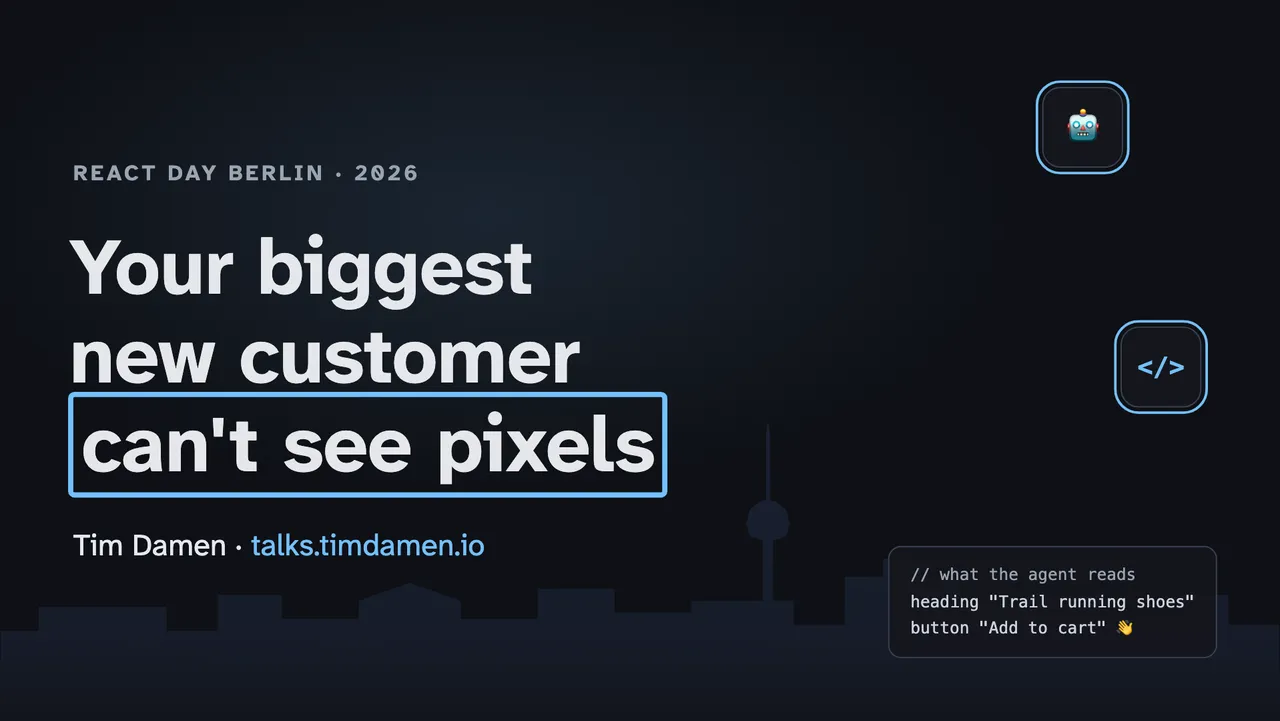 REACT DAY BERLIN · 2026
Your biggest
new customer
can't see pixels
Tim Damen · talks.timdamen.io
</>
// what the agent reads
heading "Trail running shoes"
button "Add to cart" 👋